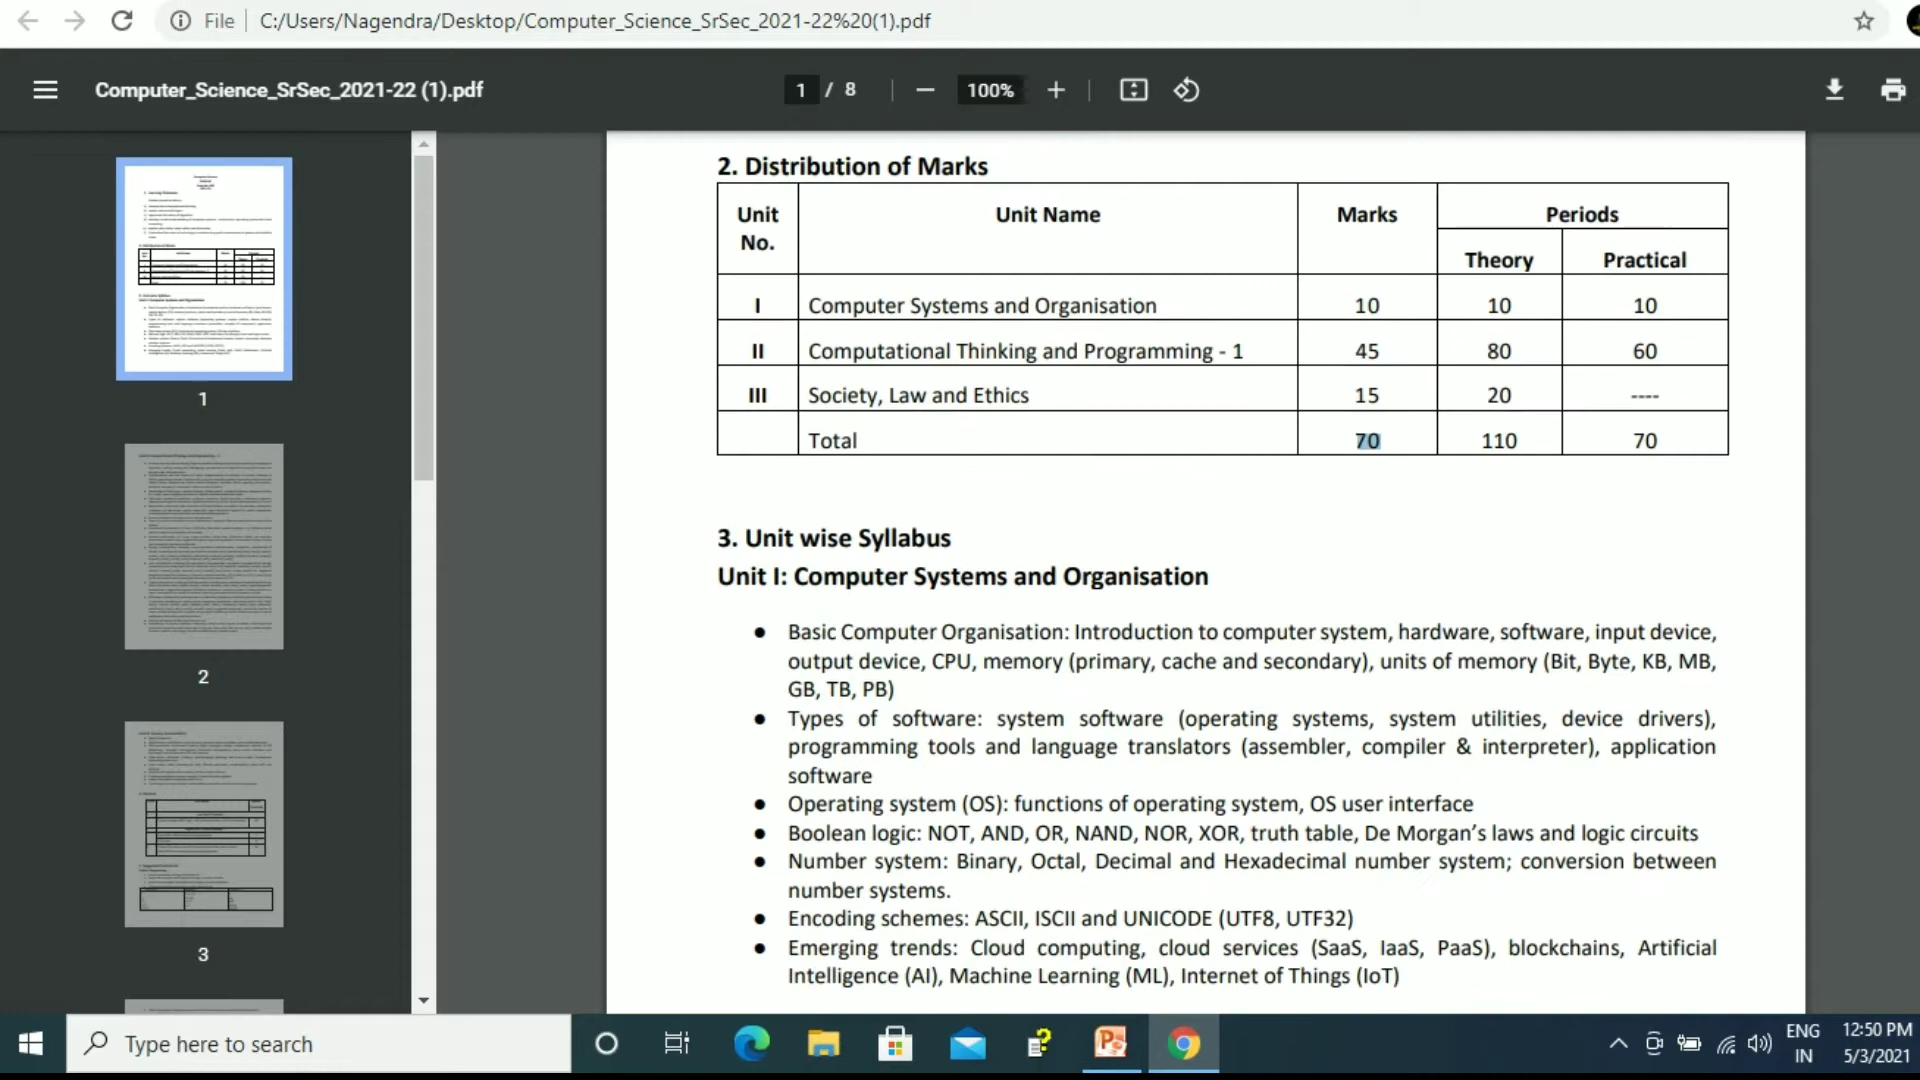 File
C:/Users/Nagendra/Desktop/Computer_Science_SrSec_2021-22%20(1).pdf
Computer_Science_SrSec_2021-22 (1).pdf
1 / 8
100%
1
2
3
2. Distribution of Marks
Unit No.
Unit Name
Marks
Periods
Theory
Practical
I Computer Systems and Organisation 10 10 10
II Computational Thinking and Programming - 1 45 80 60
III Society, Law and Ethics 15 20 ----
Total 70 110 70
3. Unit wise Syllabus
Unit I: Computer Systems and Organisation
● Basic Computer Organisation: Introduction to computer system, hardware, software, input device,
output device, CPU, memory (primary, cache and secondary), units of memory (Bit, Byte, KB, MB,
GB, TB, PB)
● Types of software: system software (operating systems, system utilities, device drivers),
programming tools and language translators (assembler, compiler & interpreter), application
software
● Operating system (OS): functions of operating system, OS user interface
● Boolean logic: NOT, AND, OR, NAND, NOR, XOR, truth table, De Morgan’s laws and logic circuits
● Number system: Binary, Octal, Decimal and Hexadecimal number system; conversion between
number systems.
● Encoding schemes: ASCII, ISCII and UNICODE (UTF8, UTF32)
● Emerging trends: Cloud computing, cloud services (SaaS, IaaS, PaaS), blockchains, Artificial
Intelligence (AI), Machine Learning (ML), Internet of Things (IoT)
Type here to search
ENG
IN
12:50 PM
5/3/2021